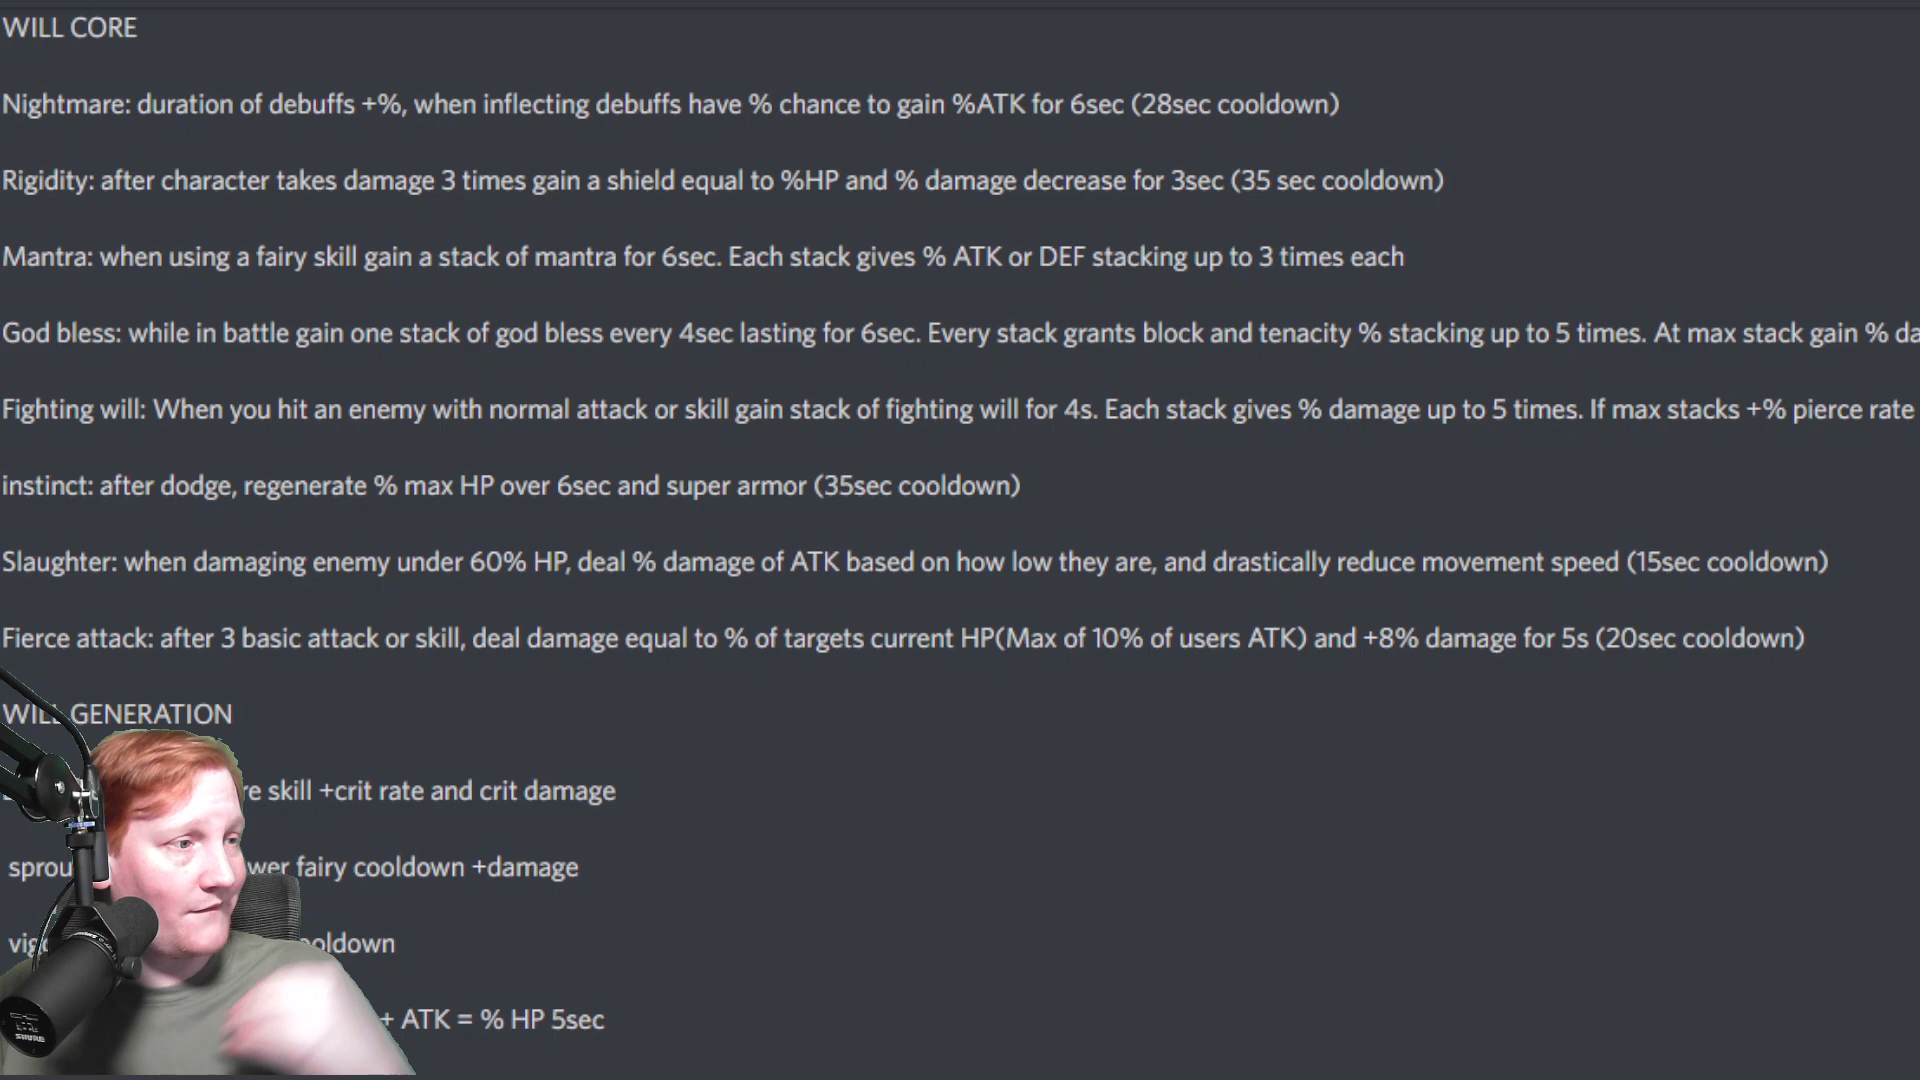 WILL CORE
Nightmare: duration of debuffs +%, when inflecting debuffs have % chance to gain %ATK for 6sec (28sec cooldown)
Rigidity: after character takes damage 3 times gain a shield equal to %HP and % damage decrease for 3sec (35 sec cooldown)
Mantra: when using a fairy skill gain a stack of mantra for 6sec. Each stack gives % ATK or DEF stacking up to 3 times each
God bless: while in battle gain one stack of god bless every 4sec lasting for 6sec. Every stack grants block and tenacity % stacking up to 5 times. At max stack gain %
Fighting will: When you hit an enemy with normal attack or skill gain stack of fighting will for 4s. Each stack gives % damage up to 5 times. If max stacks +% pierce rate
instinct: after dodge, regenerate % max HP over 6sec and super armor (35sec cooldown)
Slaughter: when damaging enemy under 60% HP, deal % damage of ATK based on how low they are, and drastically reduce movement speed (15sec cooldown)
Fierce attack: after 3 basic attack or skill, deal damage equal to % of targets current HP(Max of 10% of users ATK) and +8% damage for 5s (20sec cooldown)
WILL GENERATION
skill +crit rate and crit damage
fairy cooldown +damage
+ ATK = % HP 5sec
SHURE